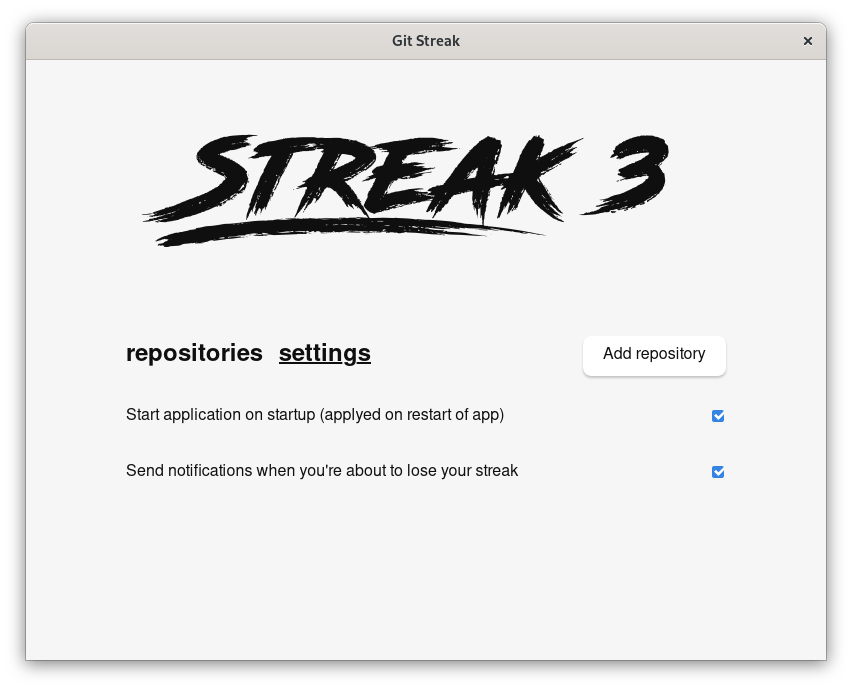 Git Streak
STREAK 3
repositories settings
Add repository
Start application on startup (applyed on restart of app)
Send notifications when you're about to lose your streak